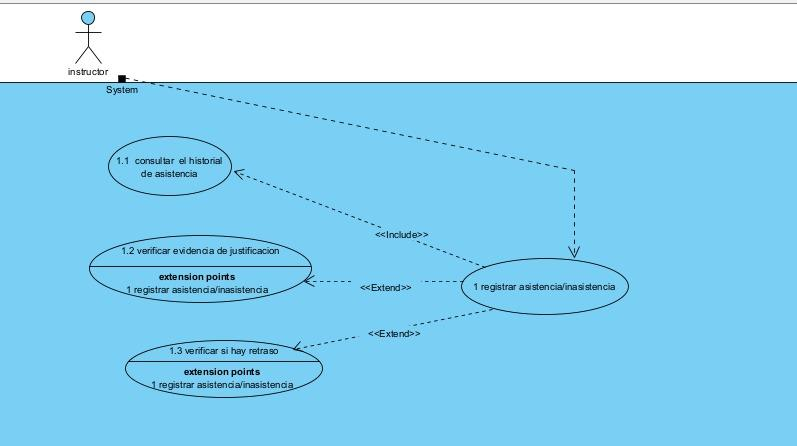 instructor
System
1.1 consultar el historial
de asistencia
<<Include>>
1.2 verificar evidencia de justificacion
extension points
1 registrar asistencia/inasistencia
<<Extend>>
1 registrar asistencia/inasistencia
<<Extend>>
1.3 verificar si hay retraso
extension points
1 registrar asistencia/inasistencia